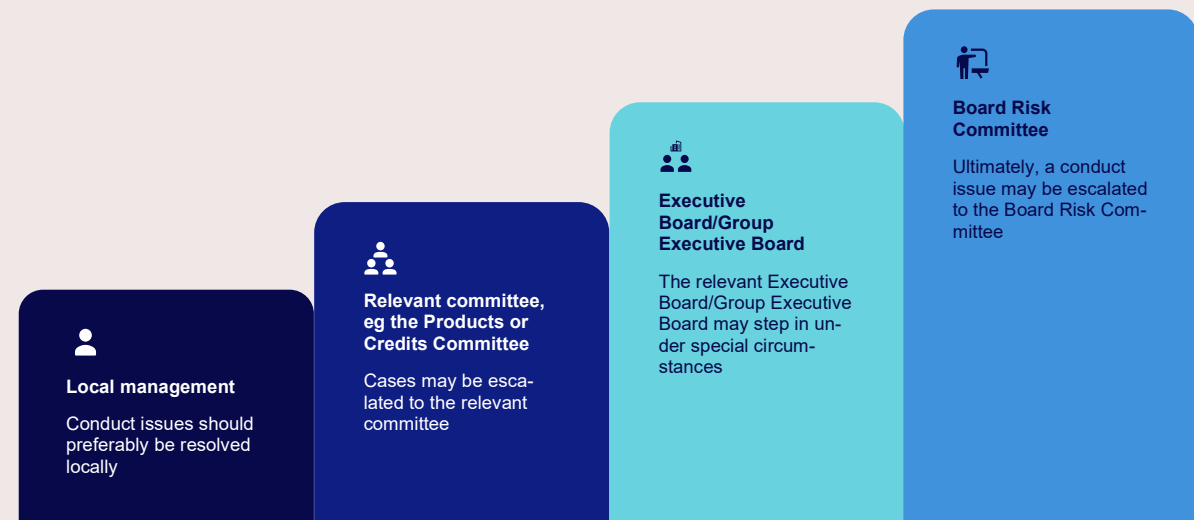 Local management
Conduct issues should
preferably be resolved
locally
Relevant committee,
eg the Products or
Credits Committee
Cases may be esca-
lated to the relevant
committee
Executive
Board/Group
Executive Board
The relevant Executive
Board/Group Executive
Board may step in un-
der special circum-
stances
Board Risk
Committee
Ultimately, a conduct
issue may be escalated
to the Board Risk Com-
mittee